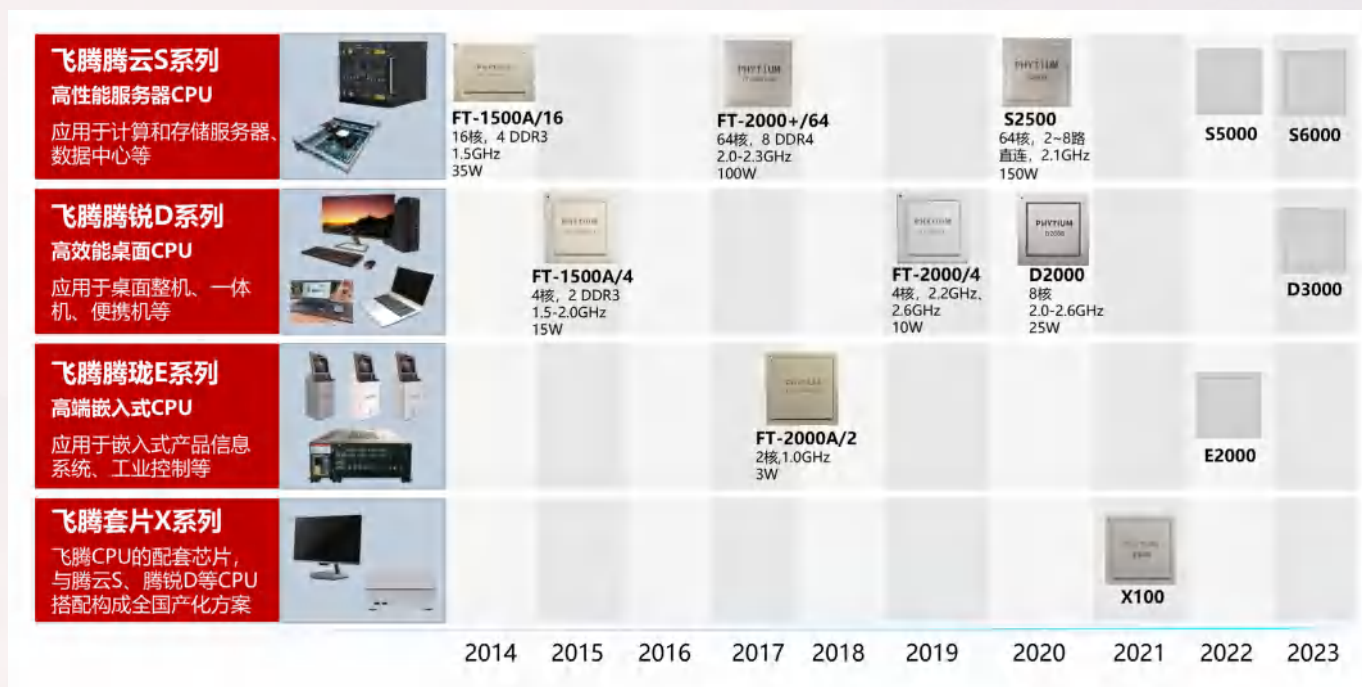 飞腾腾云S系列
高性能服务器CPU
应用于计算和存储服务器、
数据中心等
PHYTIUM
FT-1500A/16
16核，4 DDR3
1.5GHz
35W
PHYTIUM
FT-2000+/64
64核，8 DDR4
2.0-2.3GHz
100W
PHYTIUM
S2500
64核，2~8路
直连，2.1GHz
150W
S5000
S6000
飞腾腾锐D系列
高效能桌面CPU
应用于桌面整机、一体
机、便携机等
PHYTIUM
FT-1500A/4
4核，2 DDR3
1.5-2.0GHz
15W
PHYTIUM
FT-2000/4
4核，2.2GHz、
2.6GHz
10W
PHYTIUM
D2000
D2000
8核
2.0-2.6GHz
25W
D3000
飞腾腾珑E系列
高端嵌入式CPU
应用于嵌入式产品信息
系统、工业控制等
PHYTIUM
FT-2000A/2
2核,1.0GHz
3W
E2000
飞腾套片X系列
飞腾CPU的配套芯片，
与腾云S、腾锐D等CPU
搭配构成全国产化方案
PHYTIUM
X100
X100
2014 2015 2016 2017 2018 2019 2020 2021 2022 2023